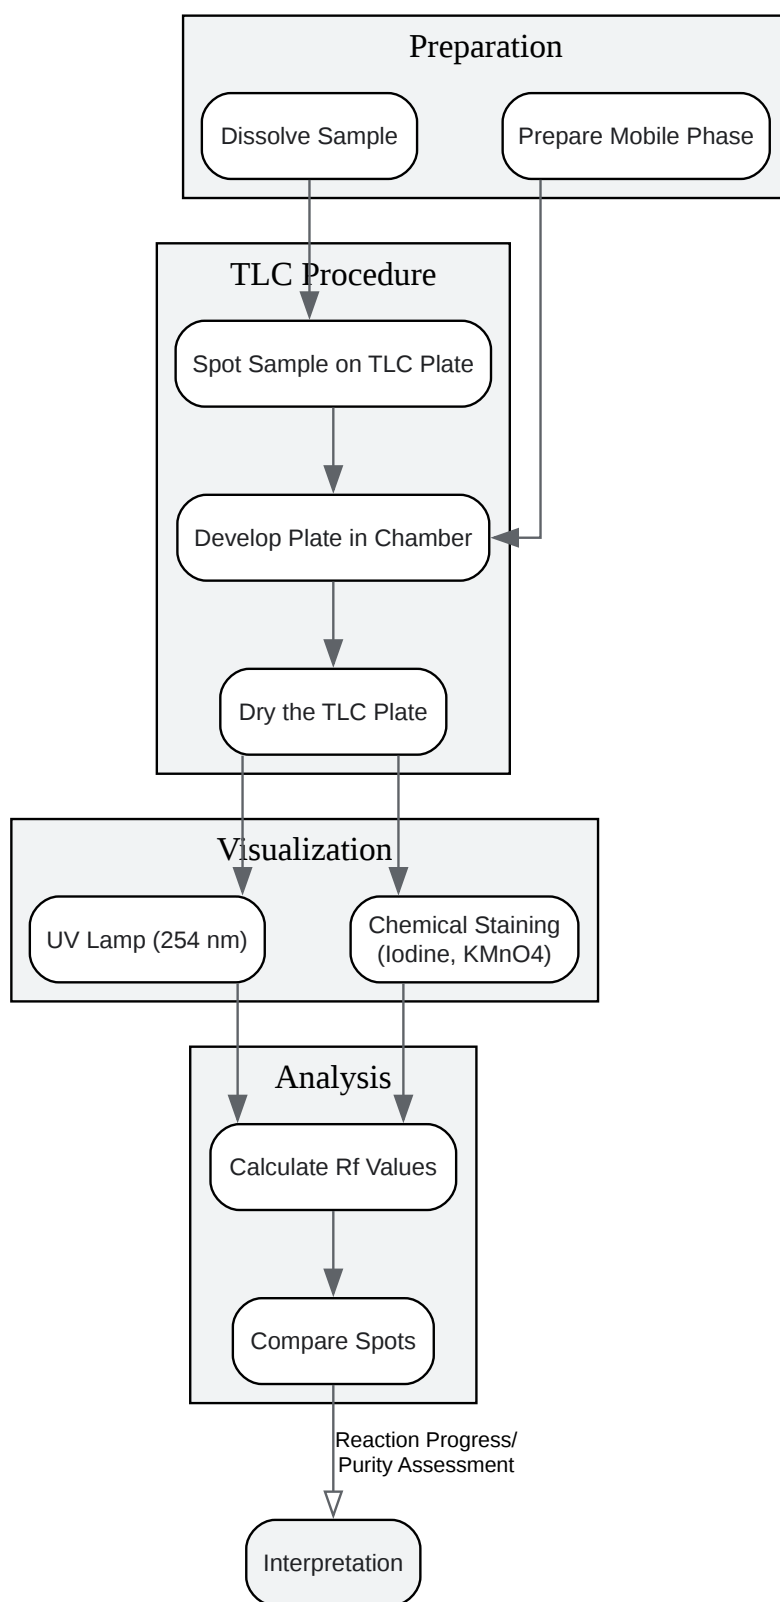 Preparation
Dissolve Sample
Prepare Mobile Phase
TLC Procedure
Spot Sample on TLC Plate
Develop Plate in Chamber
Dry the TLC Plate
Visualization
UV Lamp (254 nm)
Chemical Staining
(Iodine, KMnO4)
Analysis
Calculate Rf Values
Compare Spots
Reaction Progress/
Purity Assessment
Interpretation